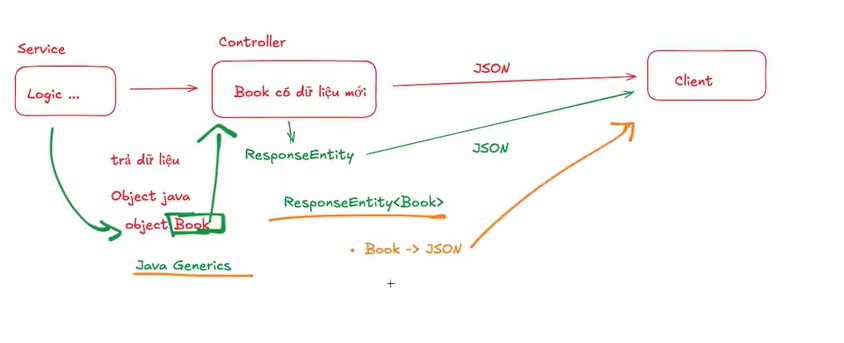 Service
Controller
Logic ...
Book có dữ liệu mới
JSON
Client
ResponseEntity
JSON
trả dữ liệu
Object java
object Book
ResponseEntity<Book>
• Book -> JSON
Java Generics